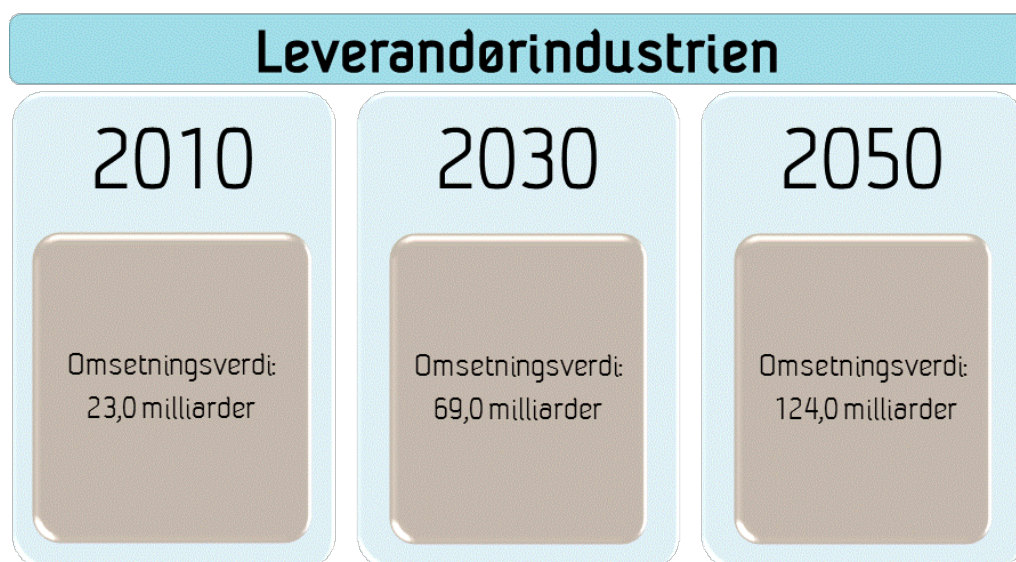 Leverandørindustrien
2010
Omsetningsverdi:
23,0 milliarder
2030
Omsetningsverdi:
69,0 milliarder
2050
Omsetningsverdi:
124,0 milliarder